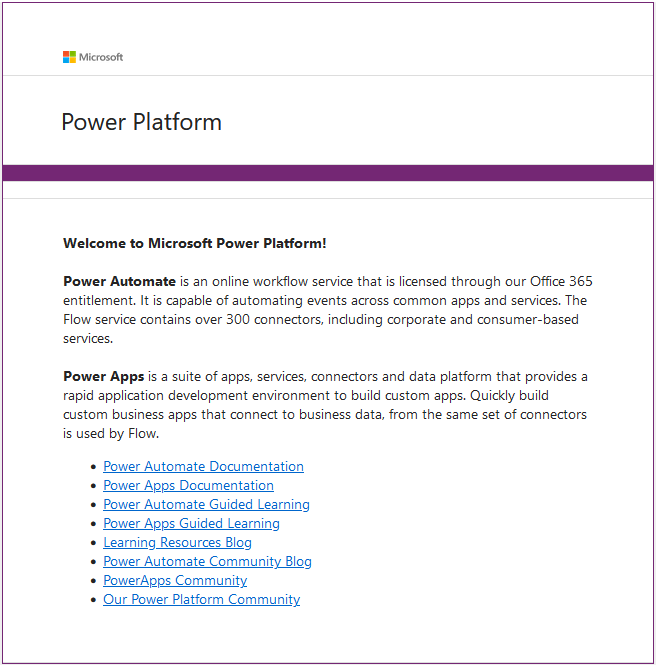 Microsoft
Power Platform
Welcome to Microsoft Power Platform!
Power Automate is an online workflow service that is licensed through our Office 365
entitlement. It is capable of automating events across common apps and services. The
Flow service contains over 300 connectors, including corporate and consumer-based
services.
Power Apps is a suite of apps, services, connectors and data platform that provides a
rapid application development environment to build custom apps. Quickly build
custom business apps that connect to business data, from the same set of connectors
is used by Flow.
• Power Automate Documentation
• Power Apps Documentation
• Power Automate Guided Learning
• Power Apps Guided Learning
• Learning Resources Blog
• Power Automate Community Blog
• PowerApps Community
• Our Power Platform Community